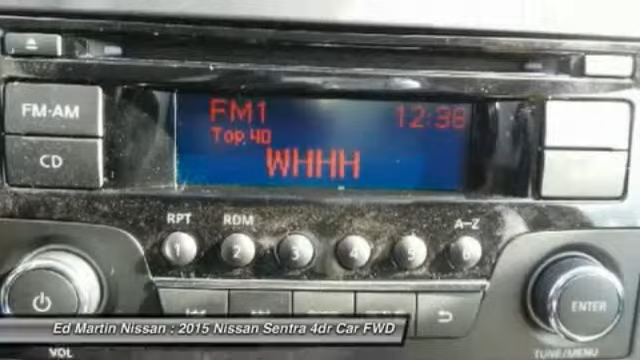 FM1 12:38
Top 40
WHHH
FM·AM
CD
RPT RDM A-Z
1 2 3 4 5 6
ENTER
VOL TUNE/MENU
Ed Martin Nissan : 2015 Nissan Sentra 4dr Car FWD